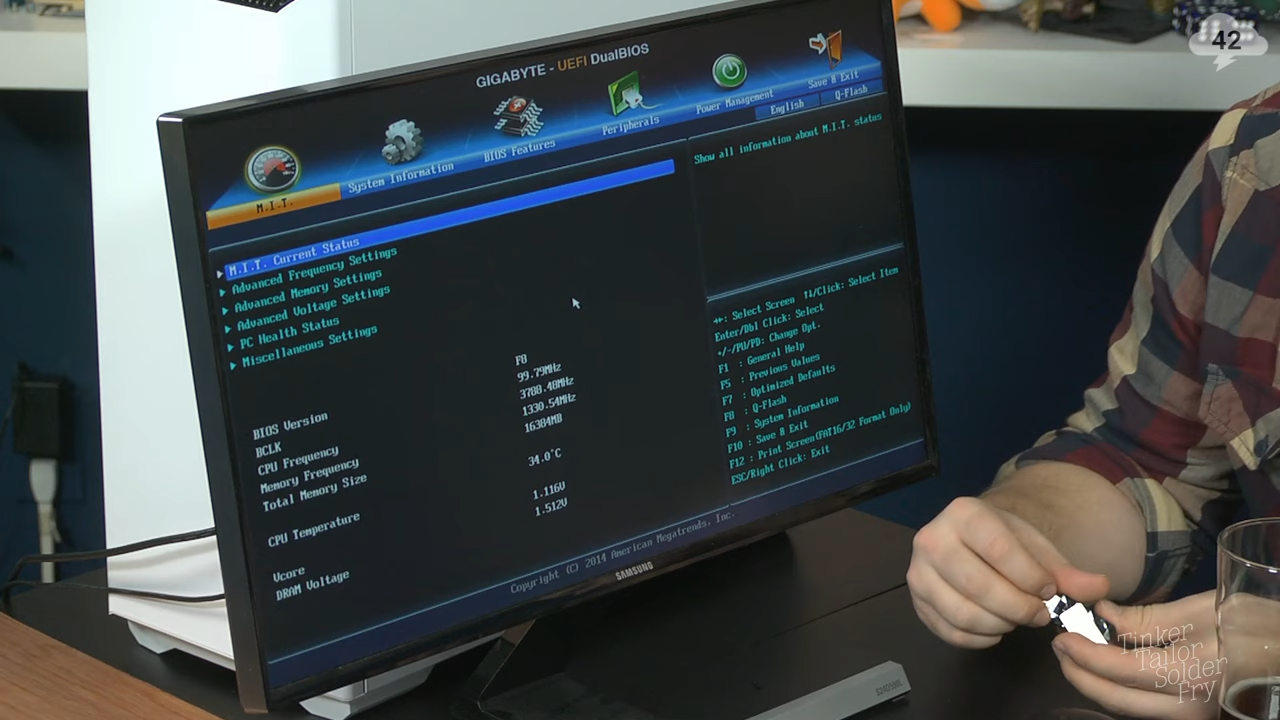 42
GIGABYTE - UEFI DualBIOS
M.I.T.
System Information
BIOS Features
Peripherals
Power Management
Save & Exit
English
Q-Flash
M.I.T. Current Status
Advanced Frequency Settings
Advanced Memory Settings
Advanced Voltage Settings
PC Health Status
Miscellaneous Settings
BIOS Version F8
BCLK 99.79MHz
CPU Frequency 3788.48MHz
Memory Frequency 1330.54MHz
Total Memory Size 16384MB
CPU Temperature 34.0°C
Vcore 1.116V
DRAM Voltage 1.512V
Show all information about M.I.T. status
→←: Select Screen ↑↓/Click: Select Item
Enter/Dbl Click: Select
+/-/PU/PD: Change Opt.
F1 : General Help
F5 : Previous Values
F7 : Optimized Defaults
F8 : Q-Flash
F9 : System Information
F10 : Save & Exit
F12 : Print Screen(FAT16/32 Format Only)
ESC/Right Click: Exit
Copyright (C) 2014 American Megatrends, Inc.
SAMSUNG
Tinker
Tailor
Solder
Fry